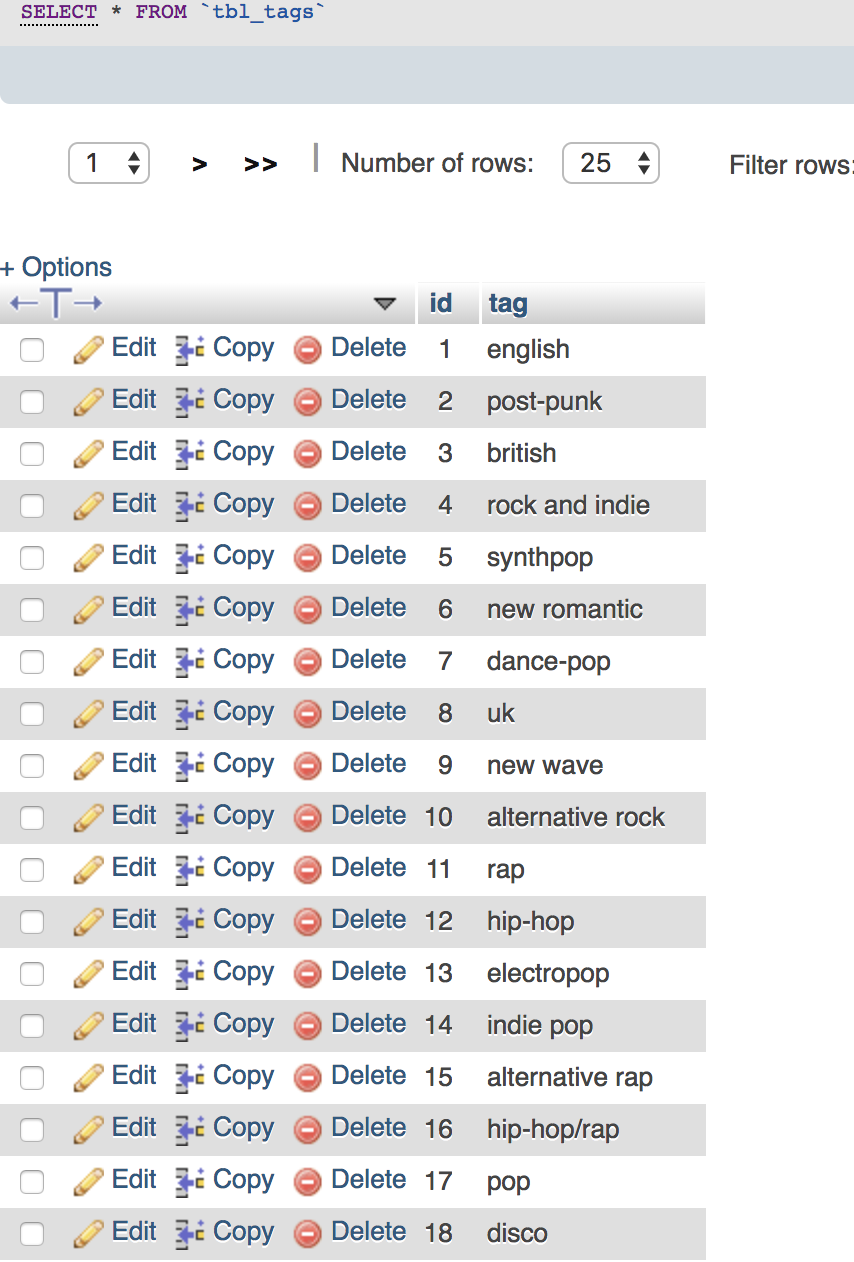 SELECT * FROM `tbl_tags`
1 > >> | Number of rows: 25 Filter rows:
+ Options
←T→ id tag
Edit Copy Delete 1 english
Edit Copy Delete 2 post-punk
Edit Copy Delete 3 british
Edit Copy Delete 4 rock and indie
Edit Copy Delete 5 synthpop
Edit Copy Delete 6 new romantic
Edit Copy Delete 7 dance-pop
Edit Copy Delete 8 uk
Edit Copy Delete 9 new wave
Edit Copy Delete 10 alternative rock
Edit Copy Delete 11 rap
Edit Copy Delete 12 hip-hop
Edit Copy Delete 13 electropop
Edit Copy Delete 14 indie pop
Edit Copy Delete 15 alternative rap
Edit Copy Delete 16 hip-hop/rap
Edit Copy Delete 17 pop
Edit Copy Delete 18 disco